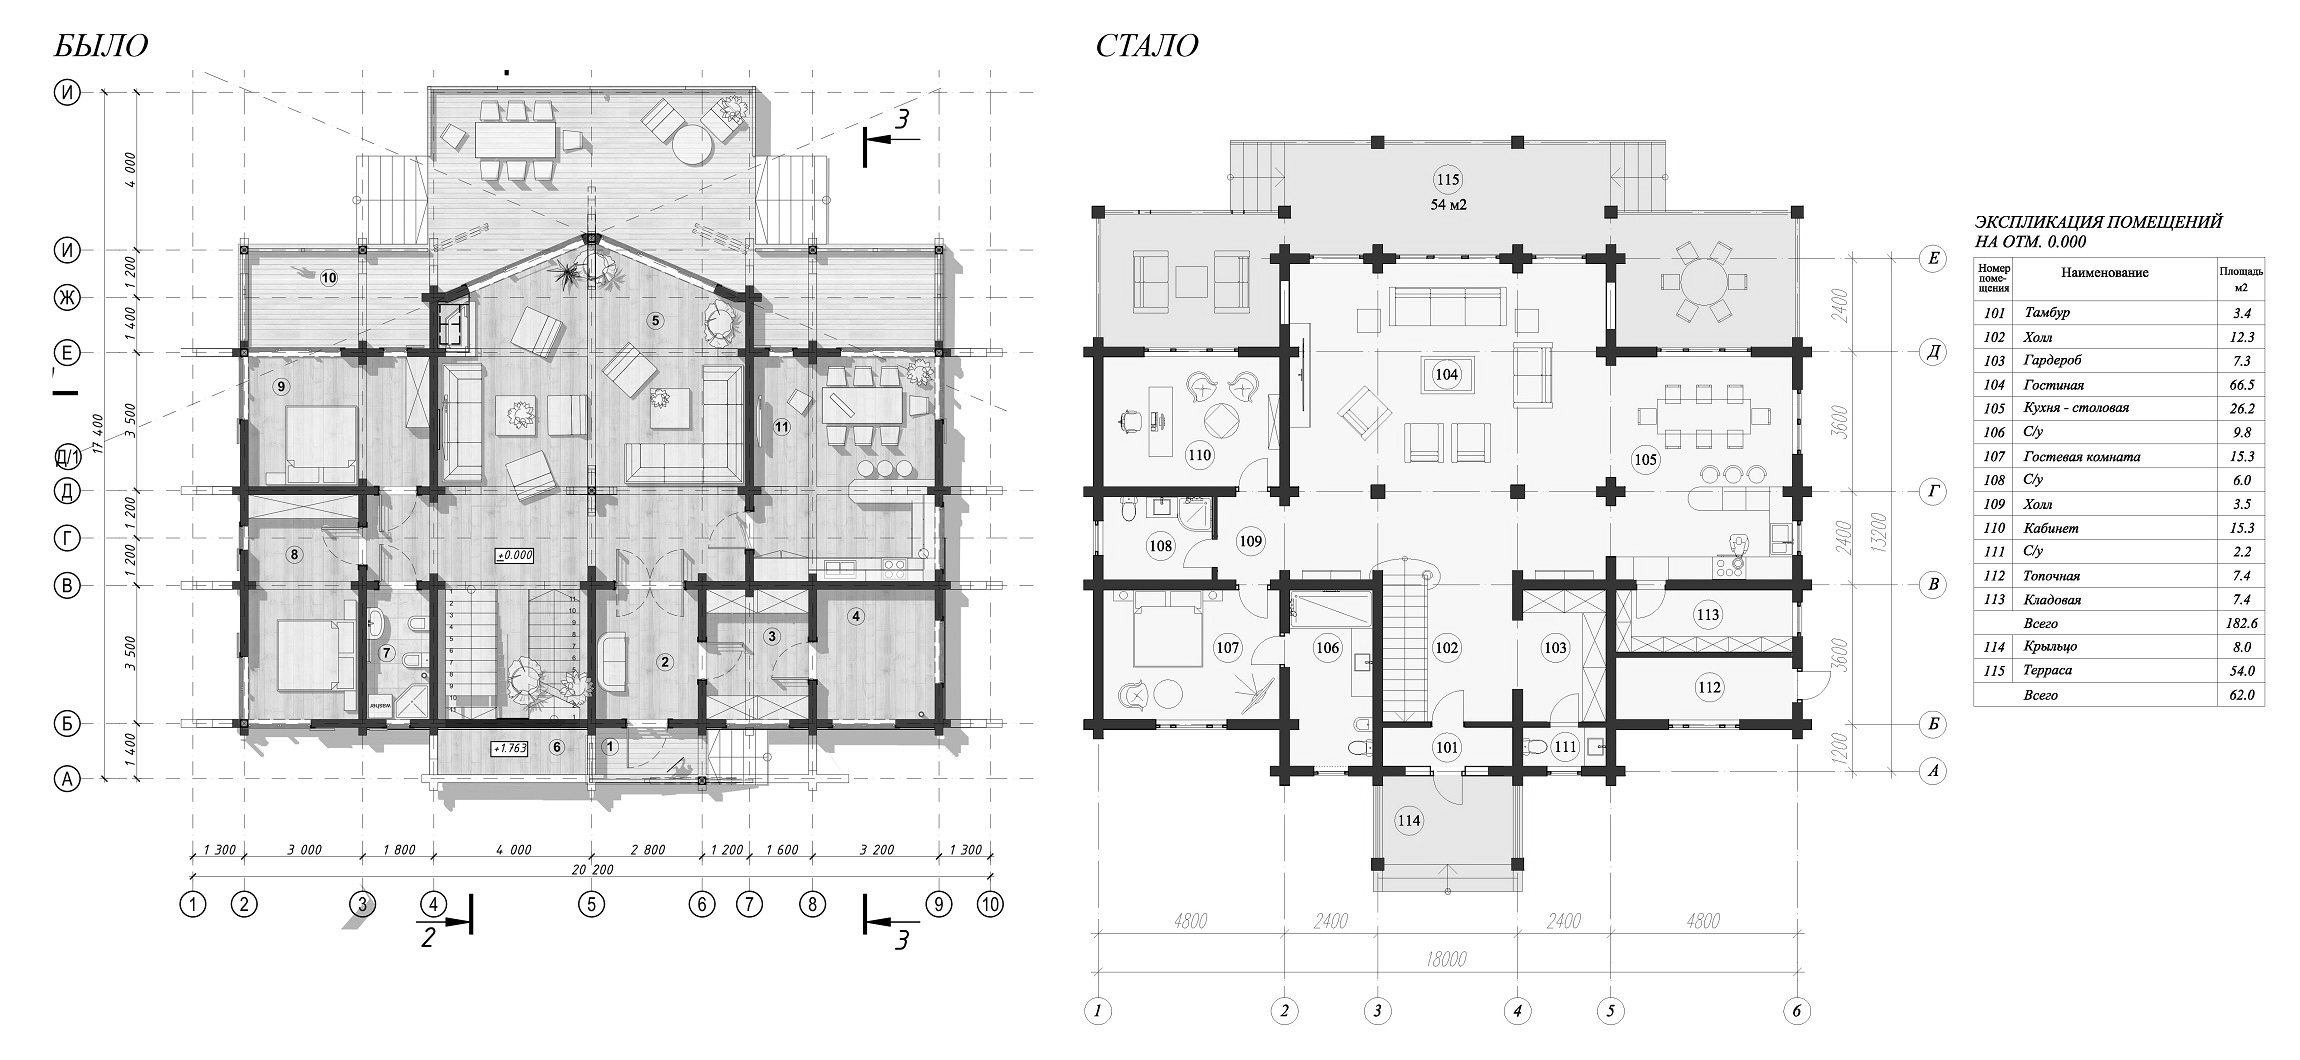 БЫЛО
И
И
Ж
Е
Д/1
Д
Г
В
Б
А
17 400
4 000
1 200
1 400
3 500
1 200
1 200
3 500
1 400
3
10
5
9
11
8
+0.000
7
2
3
4
+1.763
6
1
washer
1 300
3 000
1 800
4 000
2 800
1 200
1 600
3 200
1 300
20 200
1
2
3
4
5
6
7
8
9
10
2
3
СТАЛО
115
54 м2
104
110
105
108
109
107
106
102
103
113
112
101
111
114
Е
Д
Г
В
Б
А
2400
3600
2400
3600
1200
13200
4800
2400
2400
4800
18000
1
2
3
4
5
6
ЭКСПЛИКАЦИЯ ПОМЕЩЕНИЙ
НА ОТМ. 0.000
Номер поме-щения Наименование Площадь м2
101 Тамбур 3.4
102 Холл 12.3
103 Гардероб 7.3
104 Гостиная 66.5
105 Кухня - столовая 26.2
106 С/у 9.8
107 Гостевая комната 15.3
108 С/у 6.0
109 Холл 3.5
110 Кабинет 15.3
111 С/у 2.2
112 Топочная 7.4
113 Кладовая 7.4
Всего 182.6
114 Крыльцо 8.0
115 Терраса 54.0
Всего 62.0